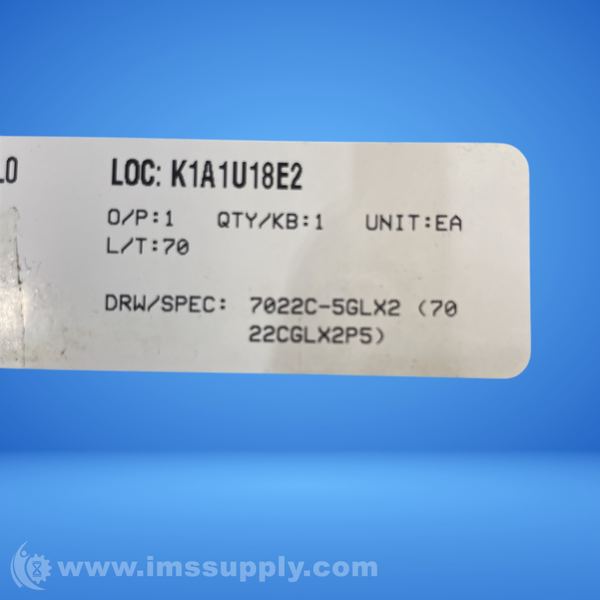 LOC: K1A1U18E2
O/P:1 QTY/KB:1 UNIT:EA
L/T:70
DRW/SPEC: 7022C-5GLX2 (70
22CGLX2P5)
www.imssupply.com